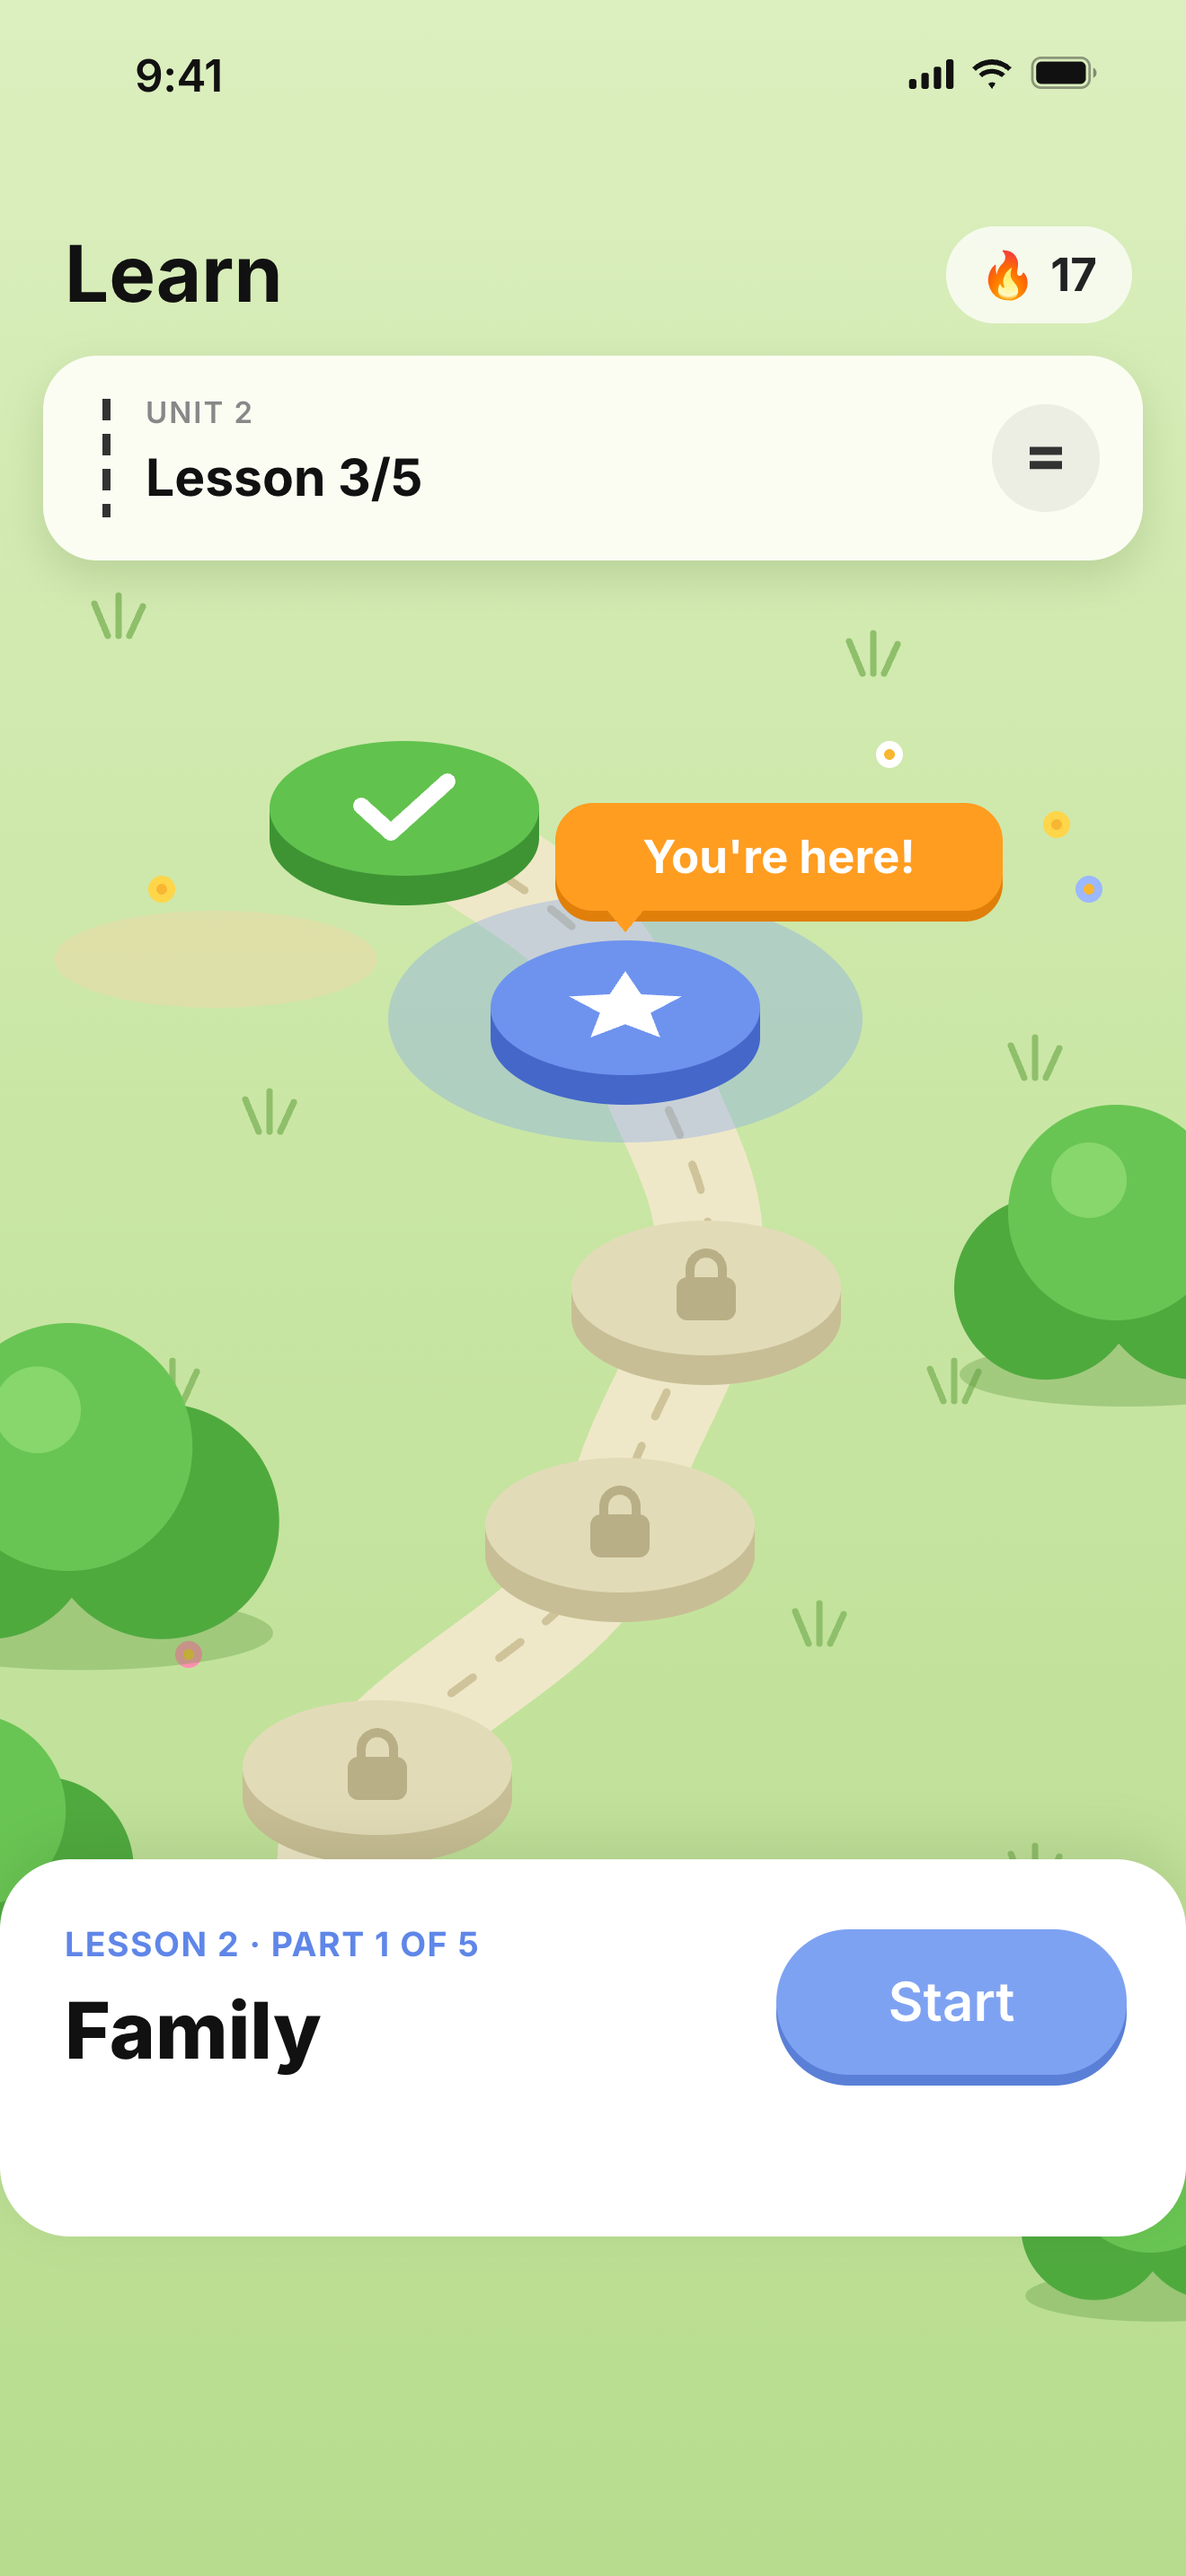 9:41
Learn
🔥 17
UNIT 2
Lesson 3/5
You're here!
LESSON 2 · PART 1 OF 5
Family
Start